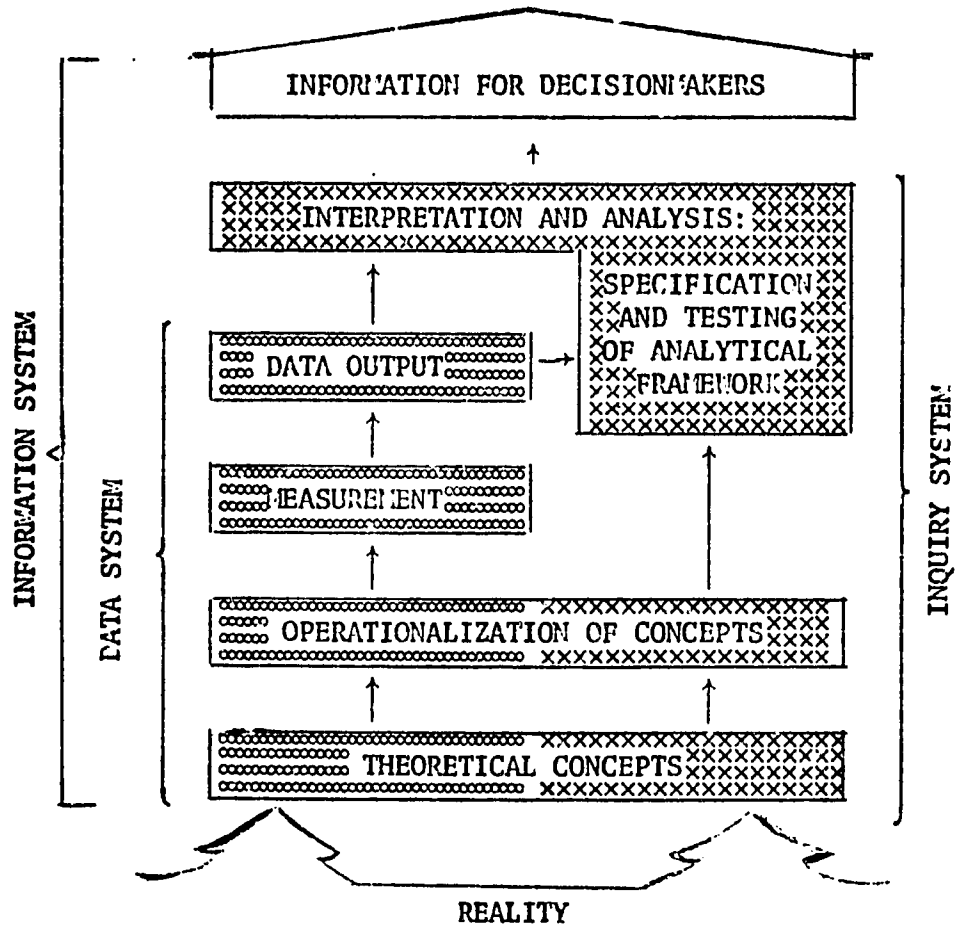 INFORMATION FOR DECISIONMAKERS
INTERPRETATION AND ANALYSIS:
SPECIFICATION
AND TESTING
OF ANALYTICAL
FRAMEWORK
DATA OUTPUT
MEASUREMENT
OPERATIONALIZATION OF CONCEPTS
THEORETICAL CONCEPTS
REALITY
INFORMATION SYSTEM
DATA SYSTEM
INQUIRY SYSTEM